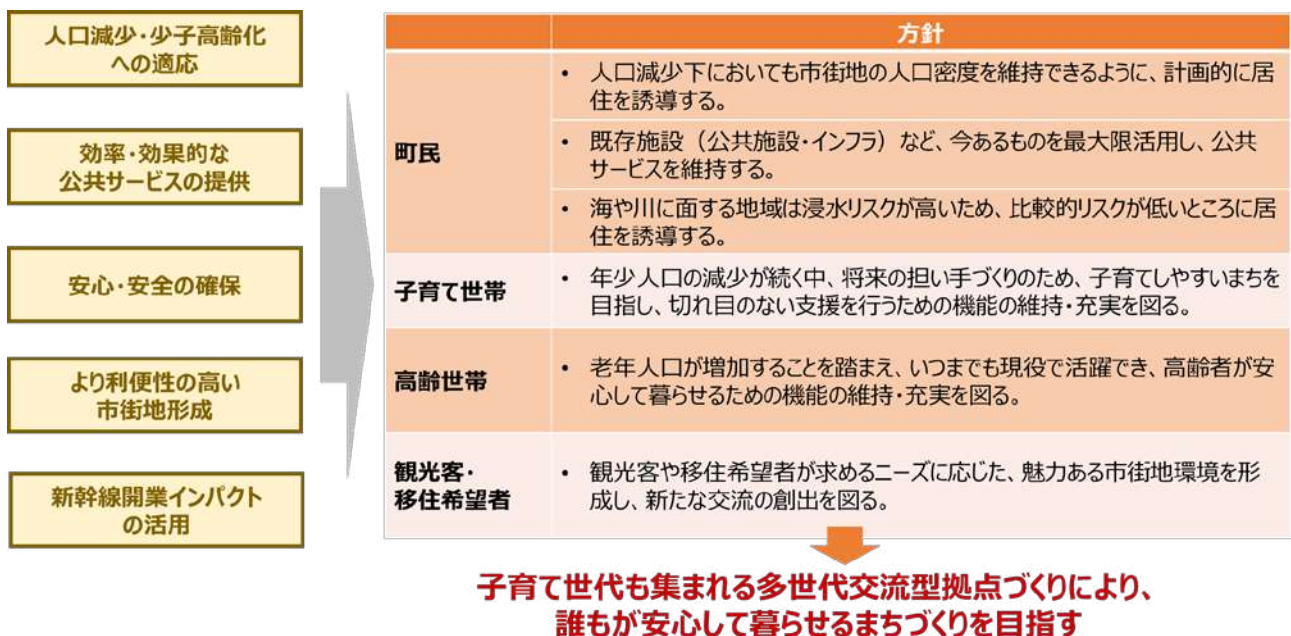 人口減少・少子高齢化
への適応
効率・効果的な
公共サービスの提供
安心・安全の確保
より利便性の高い
市街地形成
新幹線開業インパクト
の活用
方針
町民
• 人口減少下においても市街地の人口密度を維持できるように、計画的に居
住を誘導する。
• 既存施設（公共施設・インフラ）など、今あるものを最大限活用し、公共
サービスを維持する。
• 海や川に面する地域は浸水リスクが高いため、比較的リスクが低いところに居
住を誘導する。
子育て世帯
• 年少人口の減少が続く中、将来の担い手づくりのため、子育てしやすいまちを
目指し、切れ目のない支援を行うための機能の維持・充実を図る。
高齢世帯
• 老年人口が増加することを踏まえ、いつまでも現役で活躍でき、高齢者が安
心して暮らせるための機能の維持・充実を図る。
観光客・
移住希望者
• 観光客や移住希望者が求めるニーズに応じた、魅力ある市街地環境を形
成し、新たな交流の創出を図る。
子育て世代も集まれる多世代交流型拠点づくりにより、
誰もが安心して暮らせるまちづくりを目指す